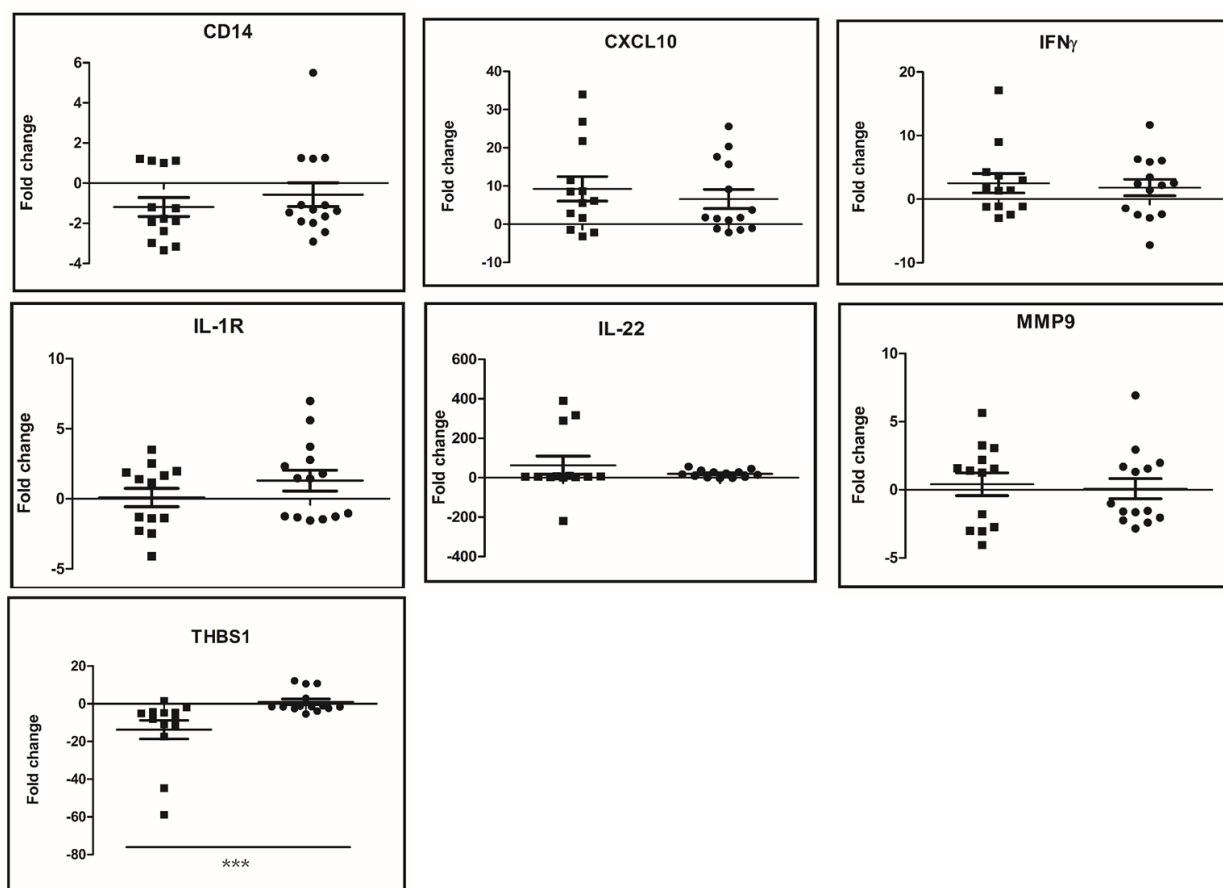 CD14
Fold change
6
4
2
0
-2
-4
CXCL10
Fold change
40
30
20
10
0
-10
IFNγ
Fold change
20
10
0
-10
IL-1R
Fold change
10
5
0
-5
IL-22
Fold change
600
400
200
0
-200
-400
MMP9
Fold change
10
5
0
-5
THBS1
Fold change
20
0
-20
-40
-60
-80
***